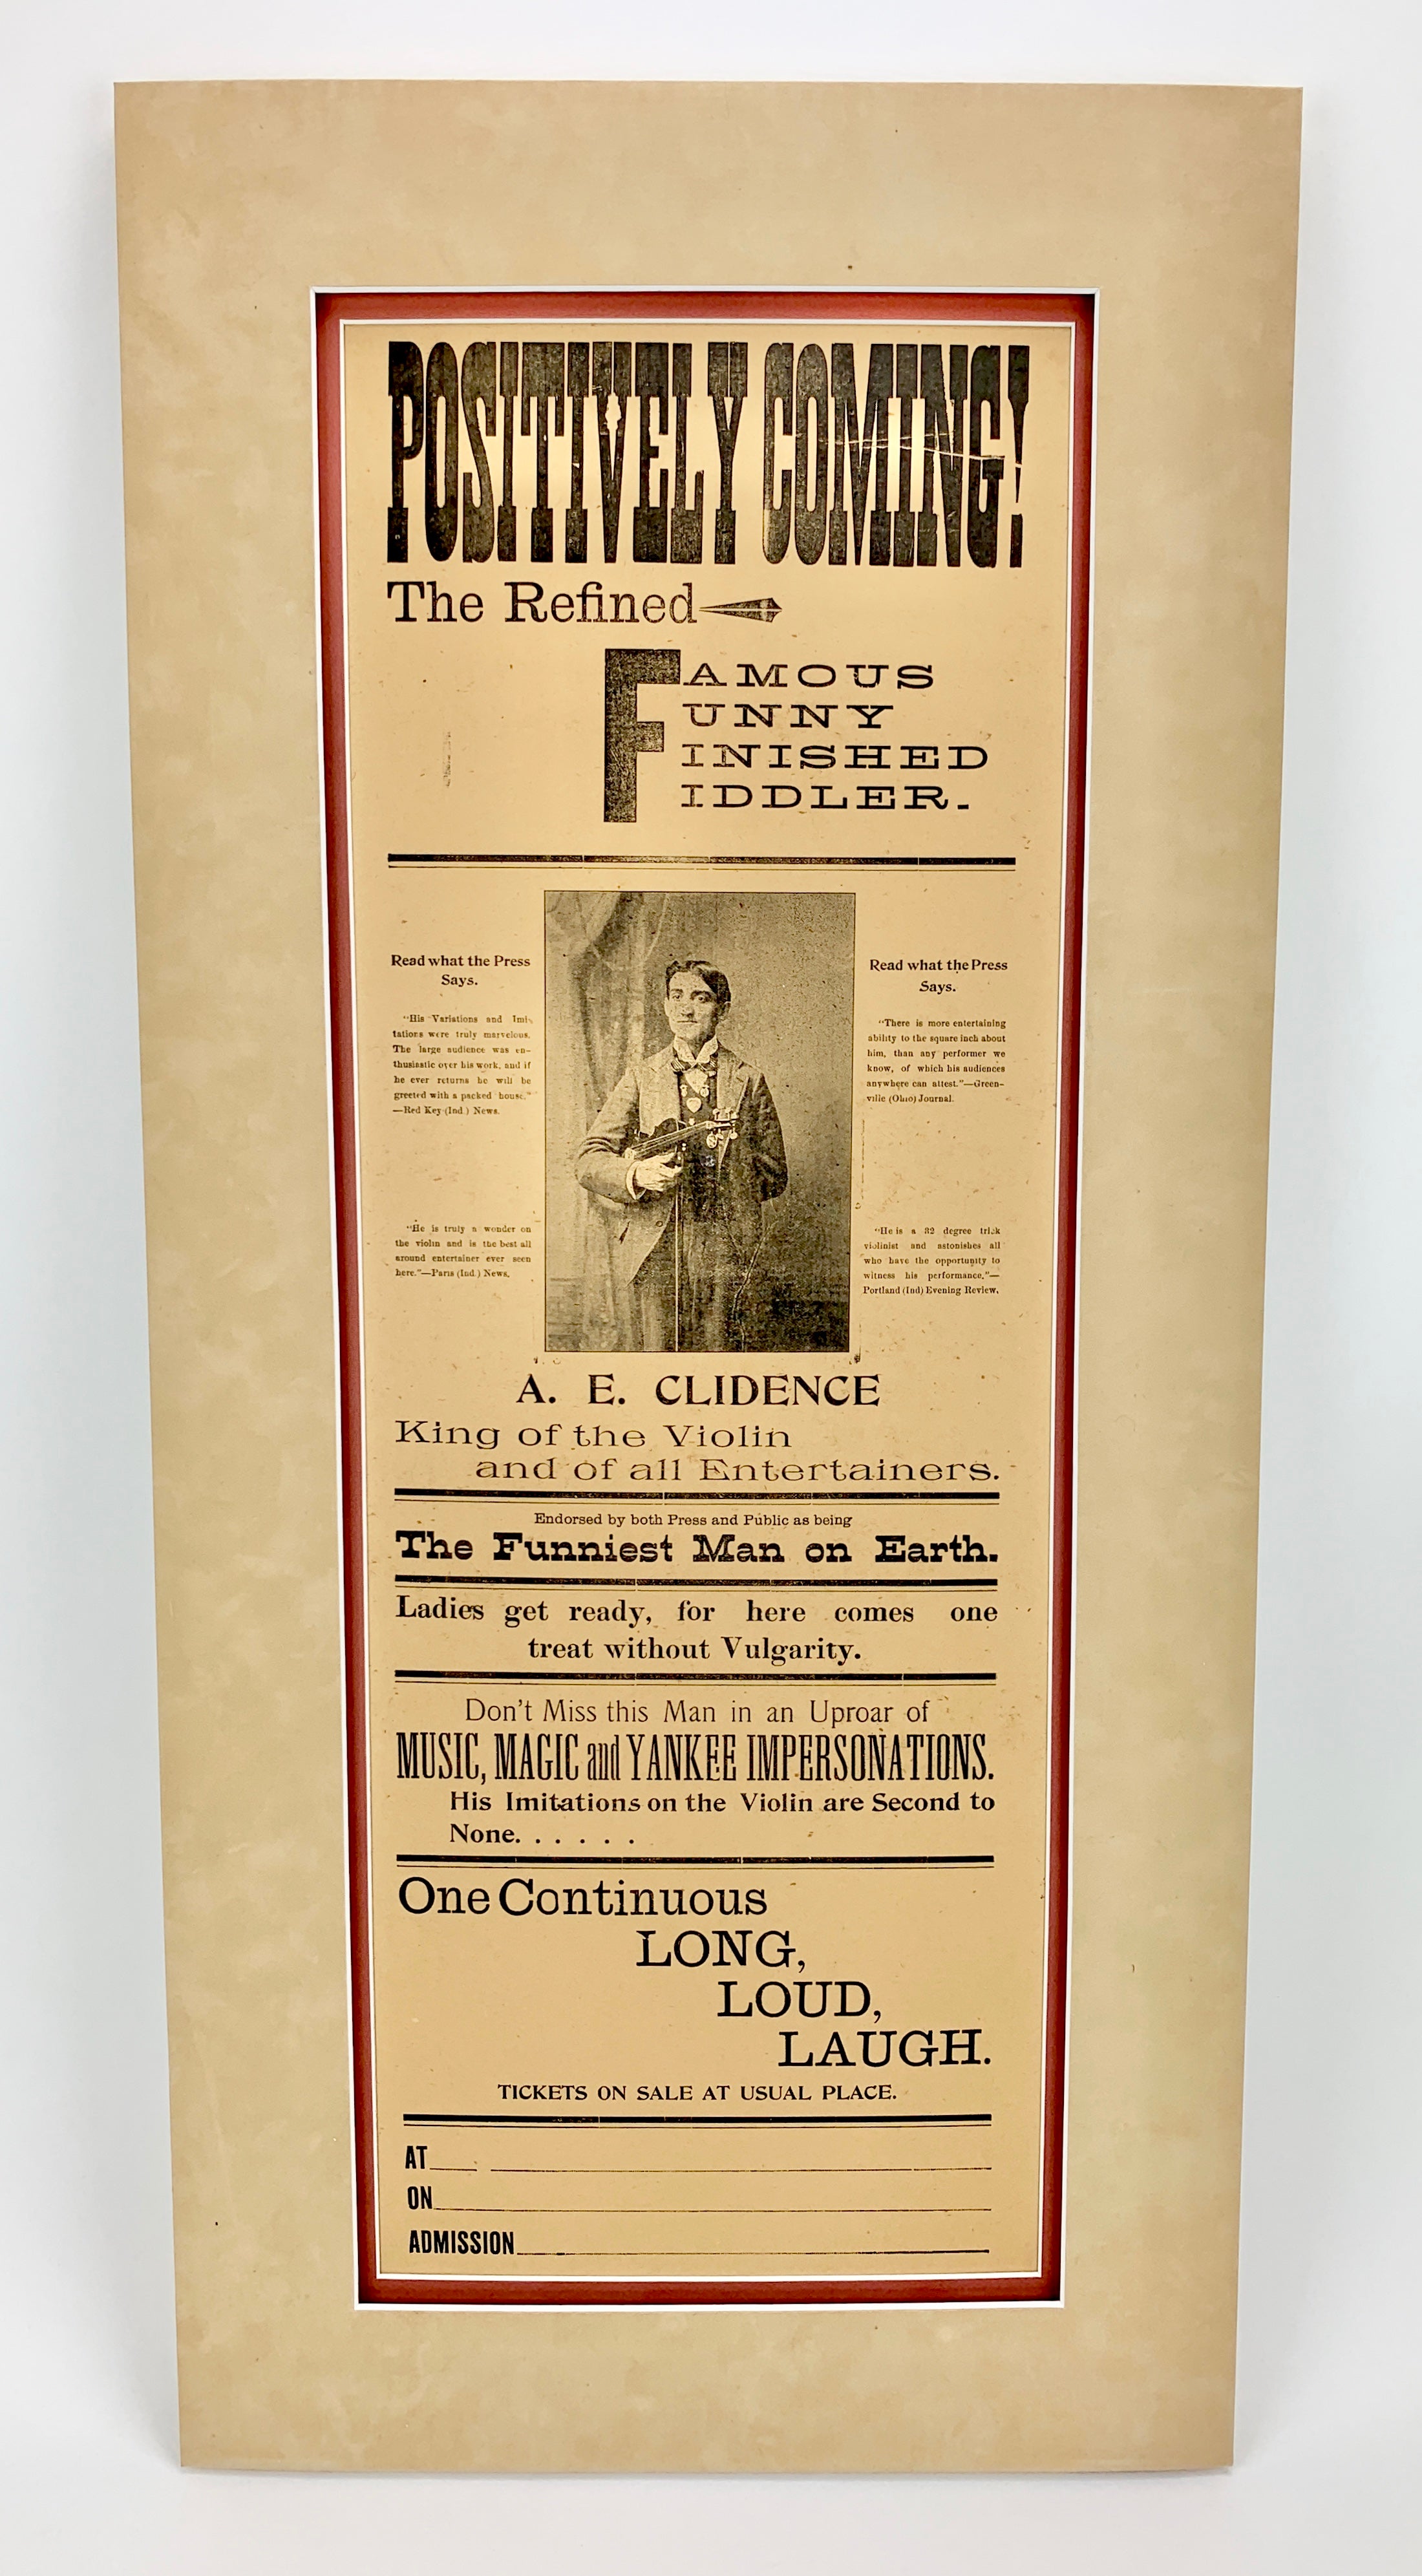 POSITIVELY COMING!
The Refined
FAMOUS
FUNNY
FINISHED
FIDDLER.
Read what the Press
Says.
"His Variations and Imi-
tations were truly marvelous.
The large audience was en-
thusiastic over his work, and if
he ever returns he will be
greeted with a packed house."
—Red Key (Ind.) News.
"He is truly a wonder on
the violin and is the best all
around entertainer ever seen
here."—Paris (Ind.) News.
Read what the Press
Says.
"There is more entertaining
ability to the square inch about
him, than any performer we
know, of which his audiences
anywhere can attest."—Green-
ville (Ohio) Journal.
"He is a 32 degree trick
violinist and astonishes all
who have the opportunity to
witness his performance."—
Portland (Ind) Evening Review.
A. E. CLIDENCE
King of the Violin
and of all Entertainers.
Endorsed by both Press and Public as being
The Funniest Man on Earth.
Ladies get ready, for here comes one
treat without Vulgarity.
Don't Miss this Man in an Uproar of
MUSIC, MAGIC and YANKEE IMPERSONATIONS.
His Imitations on the Violin are Second to
None. . . . . .
One Continuous
LONG,
LOUD,
LAUGH.
TICKETS ON SALE AT USUAL PLACE.
AT
ON
ADMISSION